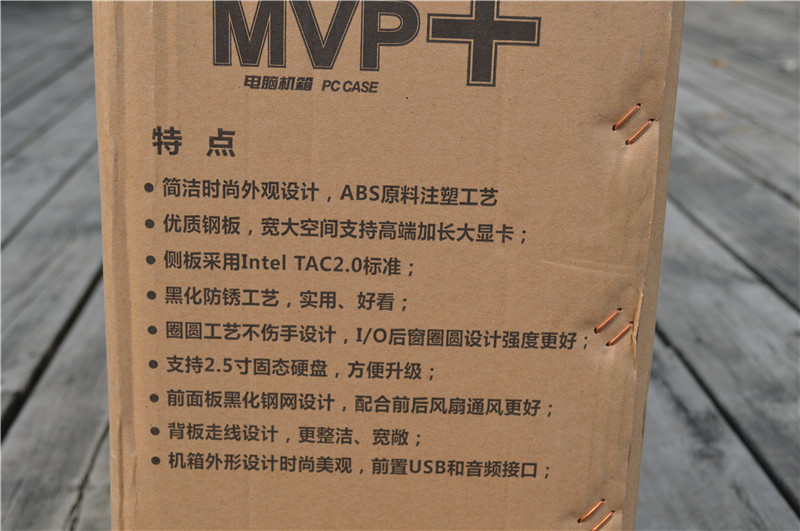 MVP+
电脑机箱 PC CASE
特 点
● 简洁时尚外观设计，ABS原料注塑工艺
● 优质钢板，宽大空间支持高端加长大显卡；
● 侧板采用Intel TAC2.0标准；
● 黑化防锈工艺，实用、好看；
● 圈圆工艺不伤手设计，I/O后窗圈圆设计强度更好；
● 支持2.5寸固态硬盘，方便升级；
● 前面板黑化钢网设计，配合前后风扇通风更好；
● 背板走线设计，更整洁、宽敞；
● 机箱外形设计时尚美观，前置USB和音频接口；